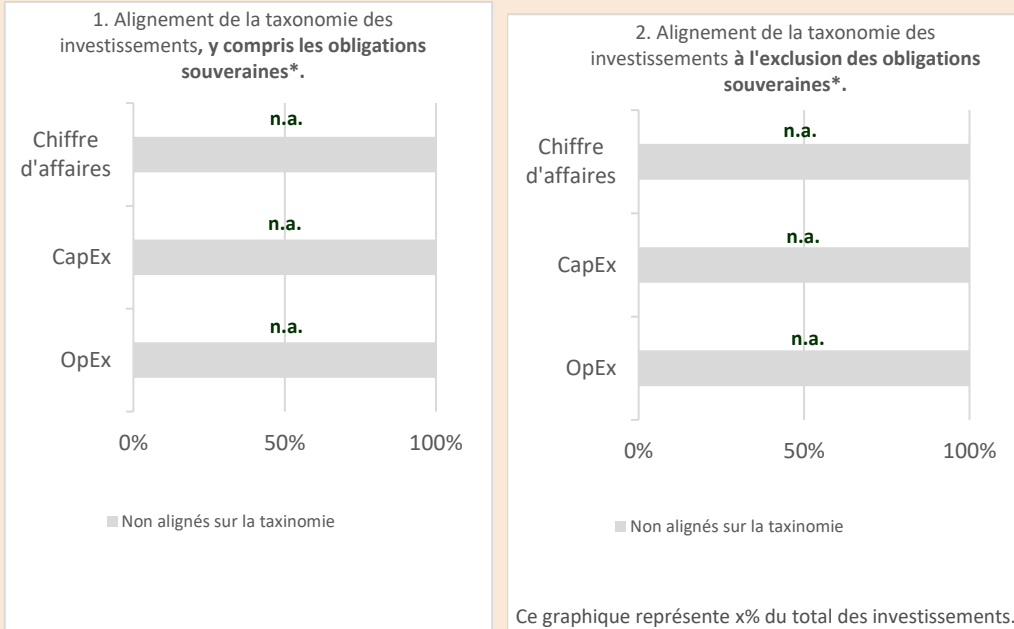 1. Alignement de la taxonomie des
investissements, y compris les obligations
souveraines*.
n.a.
Chiffre
d'affaires
n.a.
CapEx
n.a.
OpEx
0% 50% 100%
Non alignés sur la taxinomie
2. Alignement de la taxonomie des
investissements à l'exclusion des obligations
souveraines*.
n.a.
Chiffre
d'affaires
n.a.
CapEx
n.a.
OpEx
0% 50% 100%
Non alignés sur la taxinomie
Ce graphique représente x% du total des investissements.